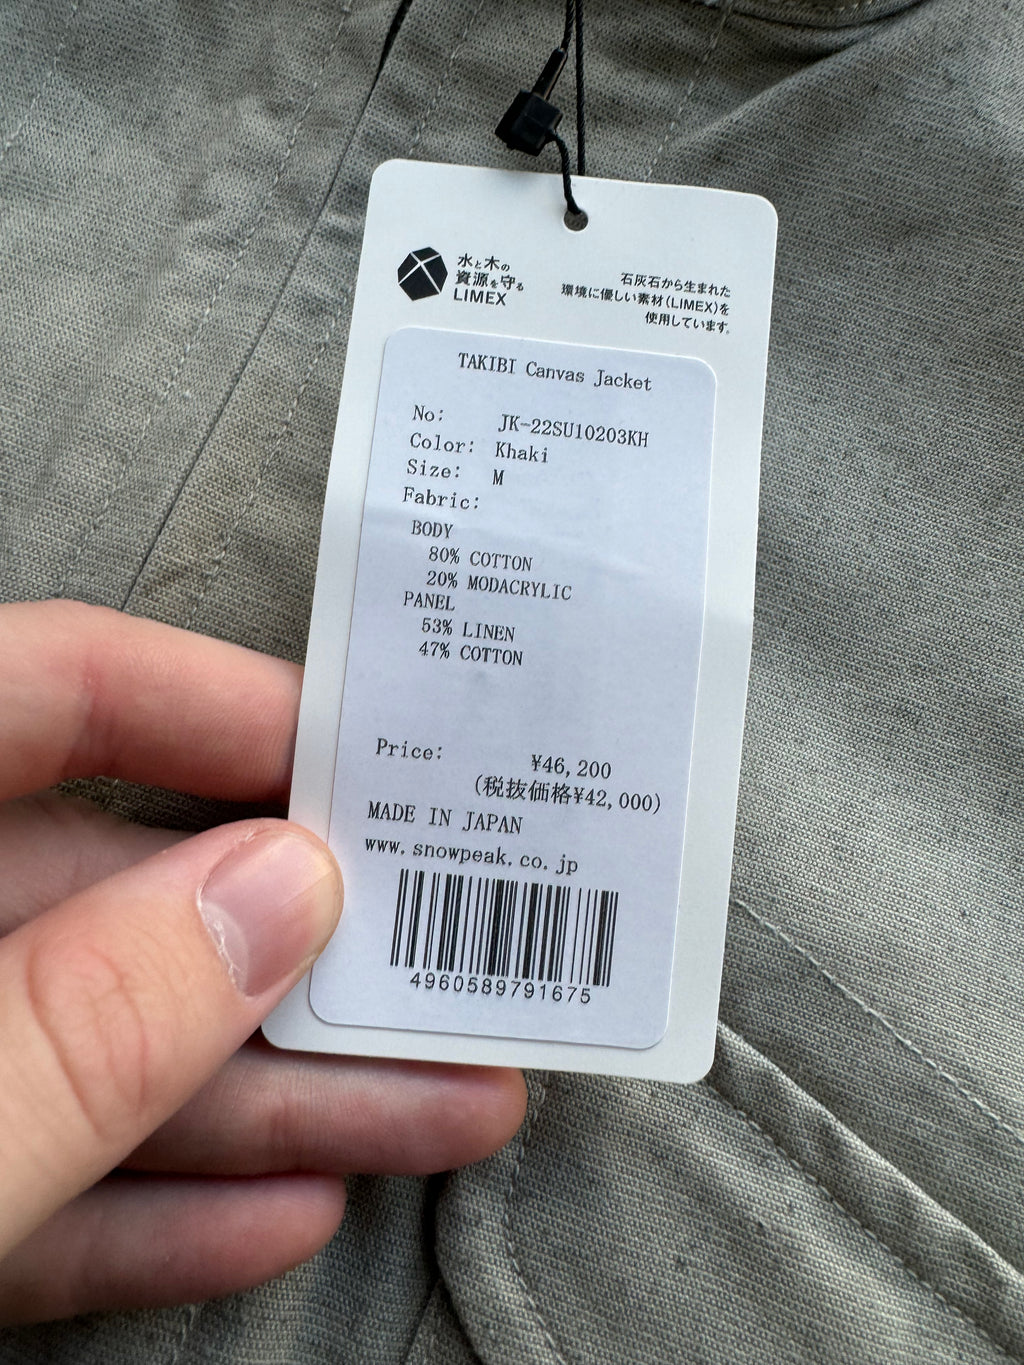 水と木の
資源を守る
LIMEX
石灰石から生まれた
環境に優しい素材(LIMEX)を
使用しています。
TAKIBI Canvas Jacket
No: JK-22SU10203KH
Color: Khaki
Size: M
Fabric:
BODY
80% COTTON
20% MODACRYLIC
PANEL
53% LINEN
47% COTTON
Price: ¥46,200
(税抜価格¥42,000)
MADE IN JAPAN
www.snowpeak.co.jp
4960589791675